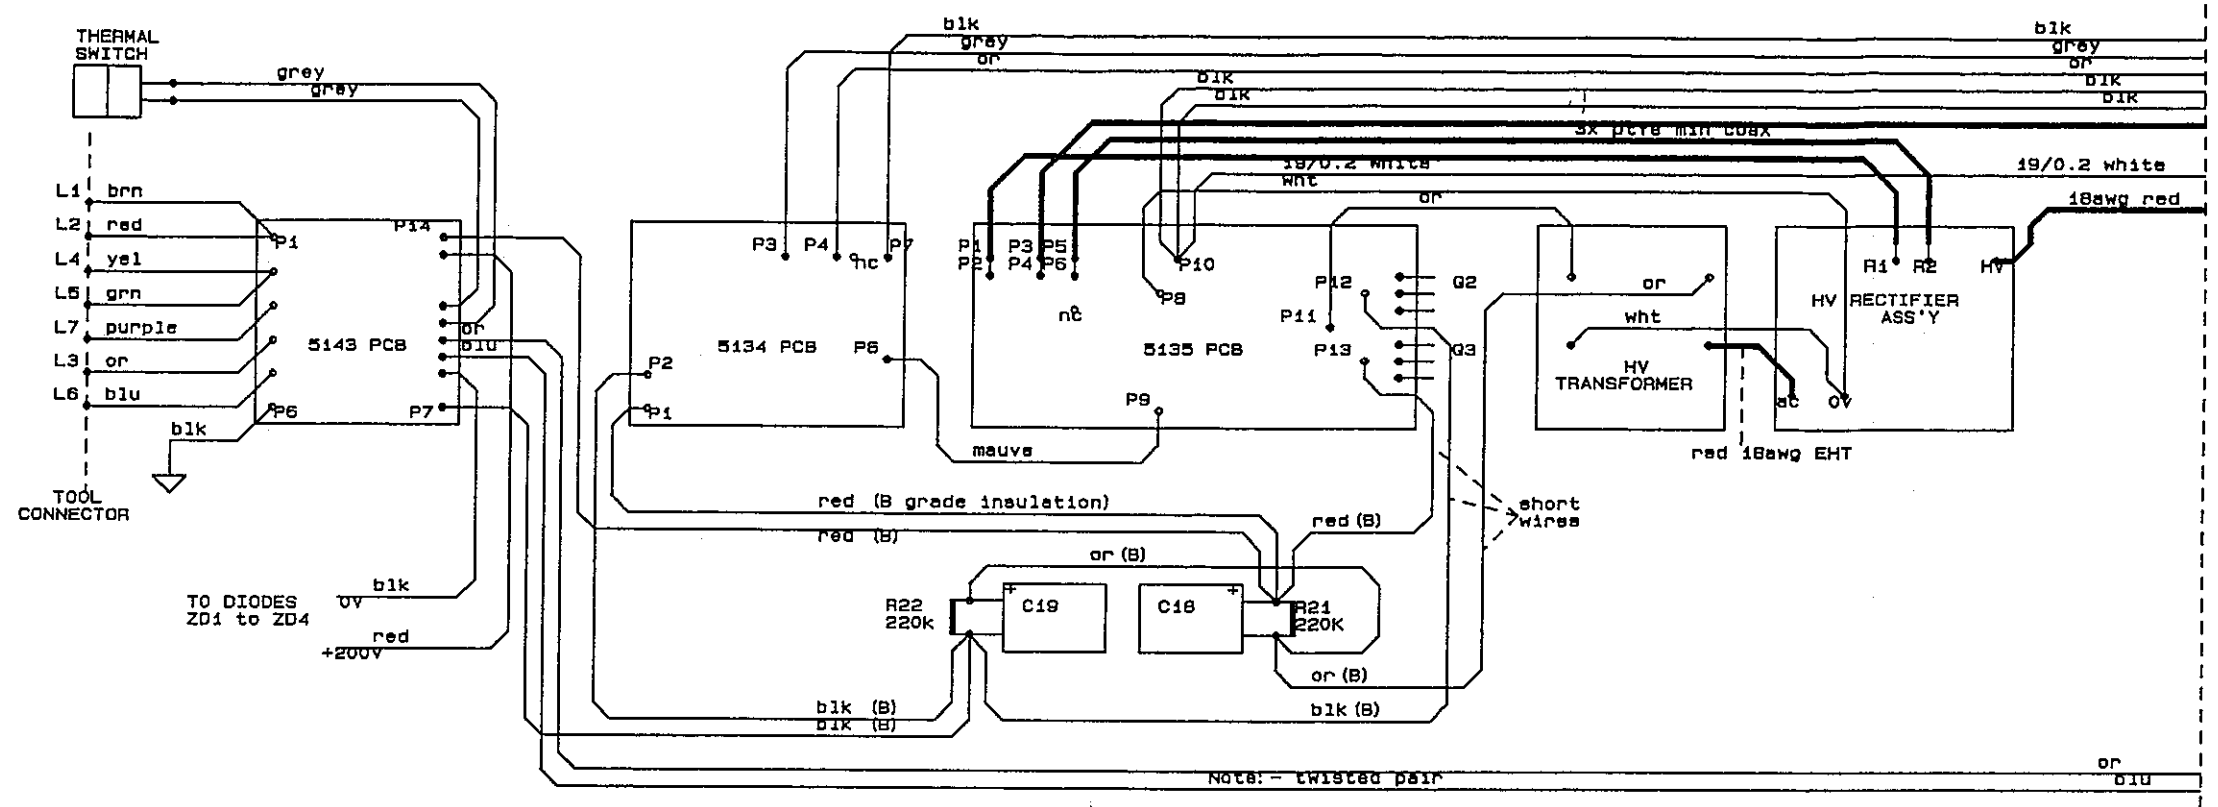 THERMAL
SWITCH
grey
grey
blk
grey
or
blk
blk
blk
grey
or
blk
blk
3x ptfe min coax
19/0.2 white
wht
19/0.2 white
18awg red
or
L1 brn
L2 red
L4 yel
L5 grn
L7 purple
L3 or
L6 blu
blk
TOOL
CONNECTOR
P1
P14
5143 PCB
or
blu
P6
P7
P3 P4 nc P7
5134 PCB
P6
P2
P1
P1 P3 P5
P2 P4 P6
P10
P8
nc
P12
P11
P13
Q2
Q3
5135 PCB
P9
mauve
or
wht
HV
TRANSFORMER
R1 R2 HV
HV RECTIFIER
ASS'Y
ac 0V
red 18awg EHT
red (B grade insulation)
red (B)
red (B)
short
wires
or (B)
TO DIODES
ZD1 to ZD4
blk
0V
red
+200V
R22
220K
C19
+
C18
+
R21
220K
or (B)
blk (B)
blk (B)
blk (B)
Note:- twisted pair
or
blu